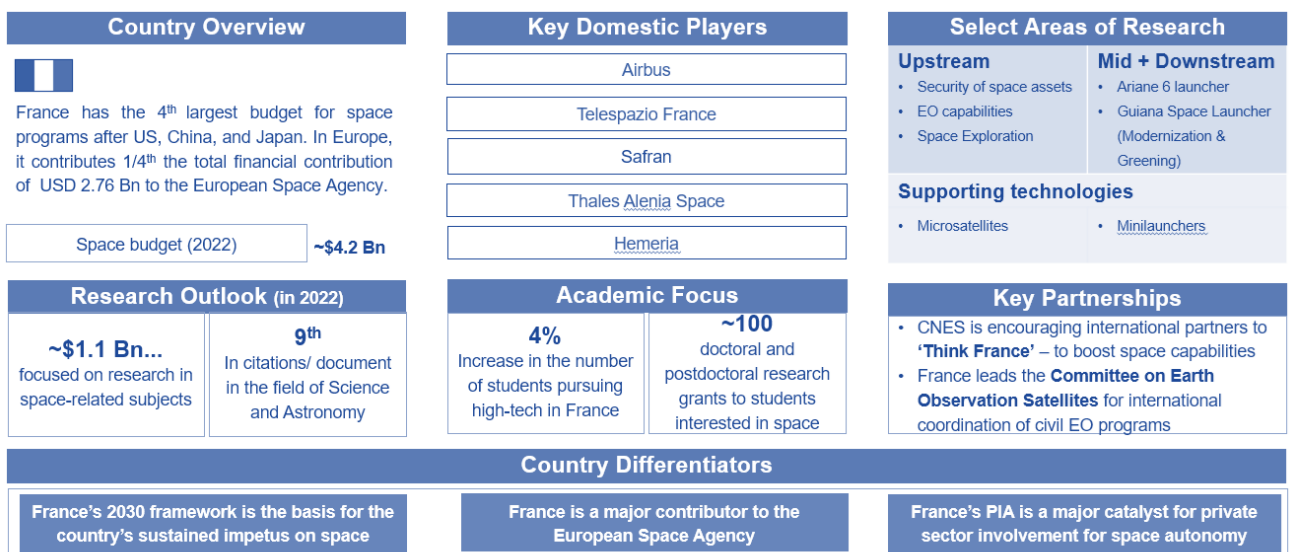 Country Overview
France has the 4th largest budget for space
programs after US, China, and Japan. In Europe,
it contributes 1/4th the total financial contribution
of USD 2.76 Bn to the European Space Agency.
Space budget (2022)
~$4.2 Bn
Key Domestic Players
Airbus
Telespazio France
Safran
Thales Alenia Space
Hemeria
Select Areas of Research
Upstream
• Security of space assets
• EO capabilities
• Space Exploration
Mid + Downstream
• Ariane 6 launcher
• Guiana Space Launcher
(Modernization &
Greening)
Supporting technologies
• Microsatellites
• Minilaunchers
Research Outlook (in 2022)
~$1.1 Bn...
focused on research in
space-related subjects
9th
In citations/ document
in the field of Science
and Astronomy
Academic Focus
4%
Increase in the number
of students pursuing
high-tech in France
~100
doctoral and
postdoctoral research
grants to students
interested in space
Key Partnerships
• CNES is encouraging international partners to
‘Think France’ – to boost space capabilities
• France leads the Committee on Earth
Observation Satellites for international
coordination of civil EO programs
Country Differentiators
France’s 2030 framework is the basis for the
country’s sustained impetus on space
France is a major contributor to the
European Space Agency
France’s PIA is a major catalyst for private
sector involvement for space autonomy